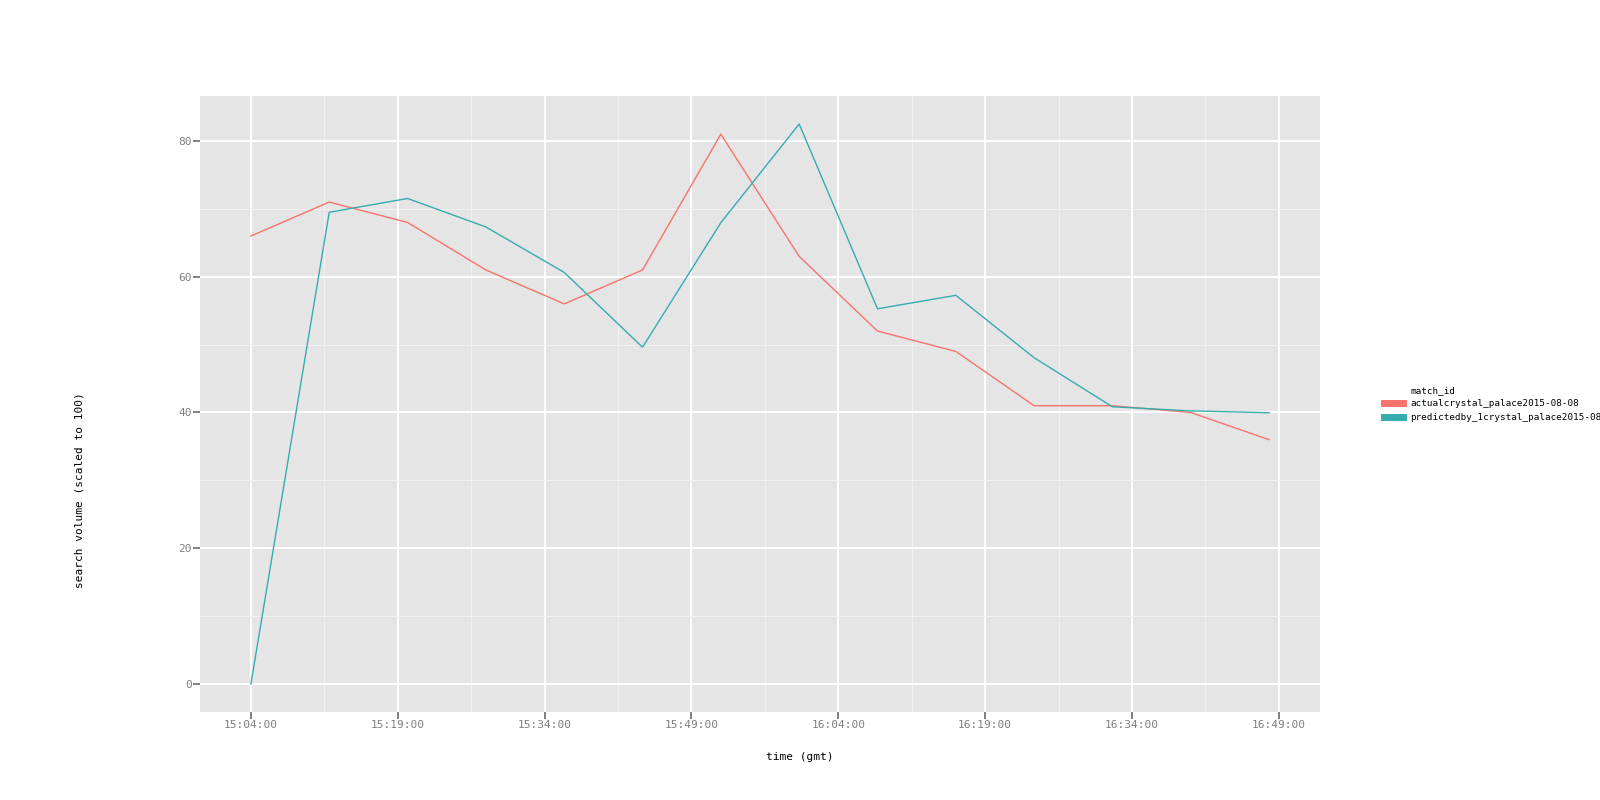 80
60
40
20
0
search volume (scaled to 100)
15:04:00 15:19:00 15:34:00 15:49:00 16:04:00 16:19:00 16:34:00 16:49:00
time (gmt)
match_id
actualcrystal_palace2015-08-08
predictedby_1crystal_palace2015-08